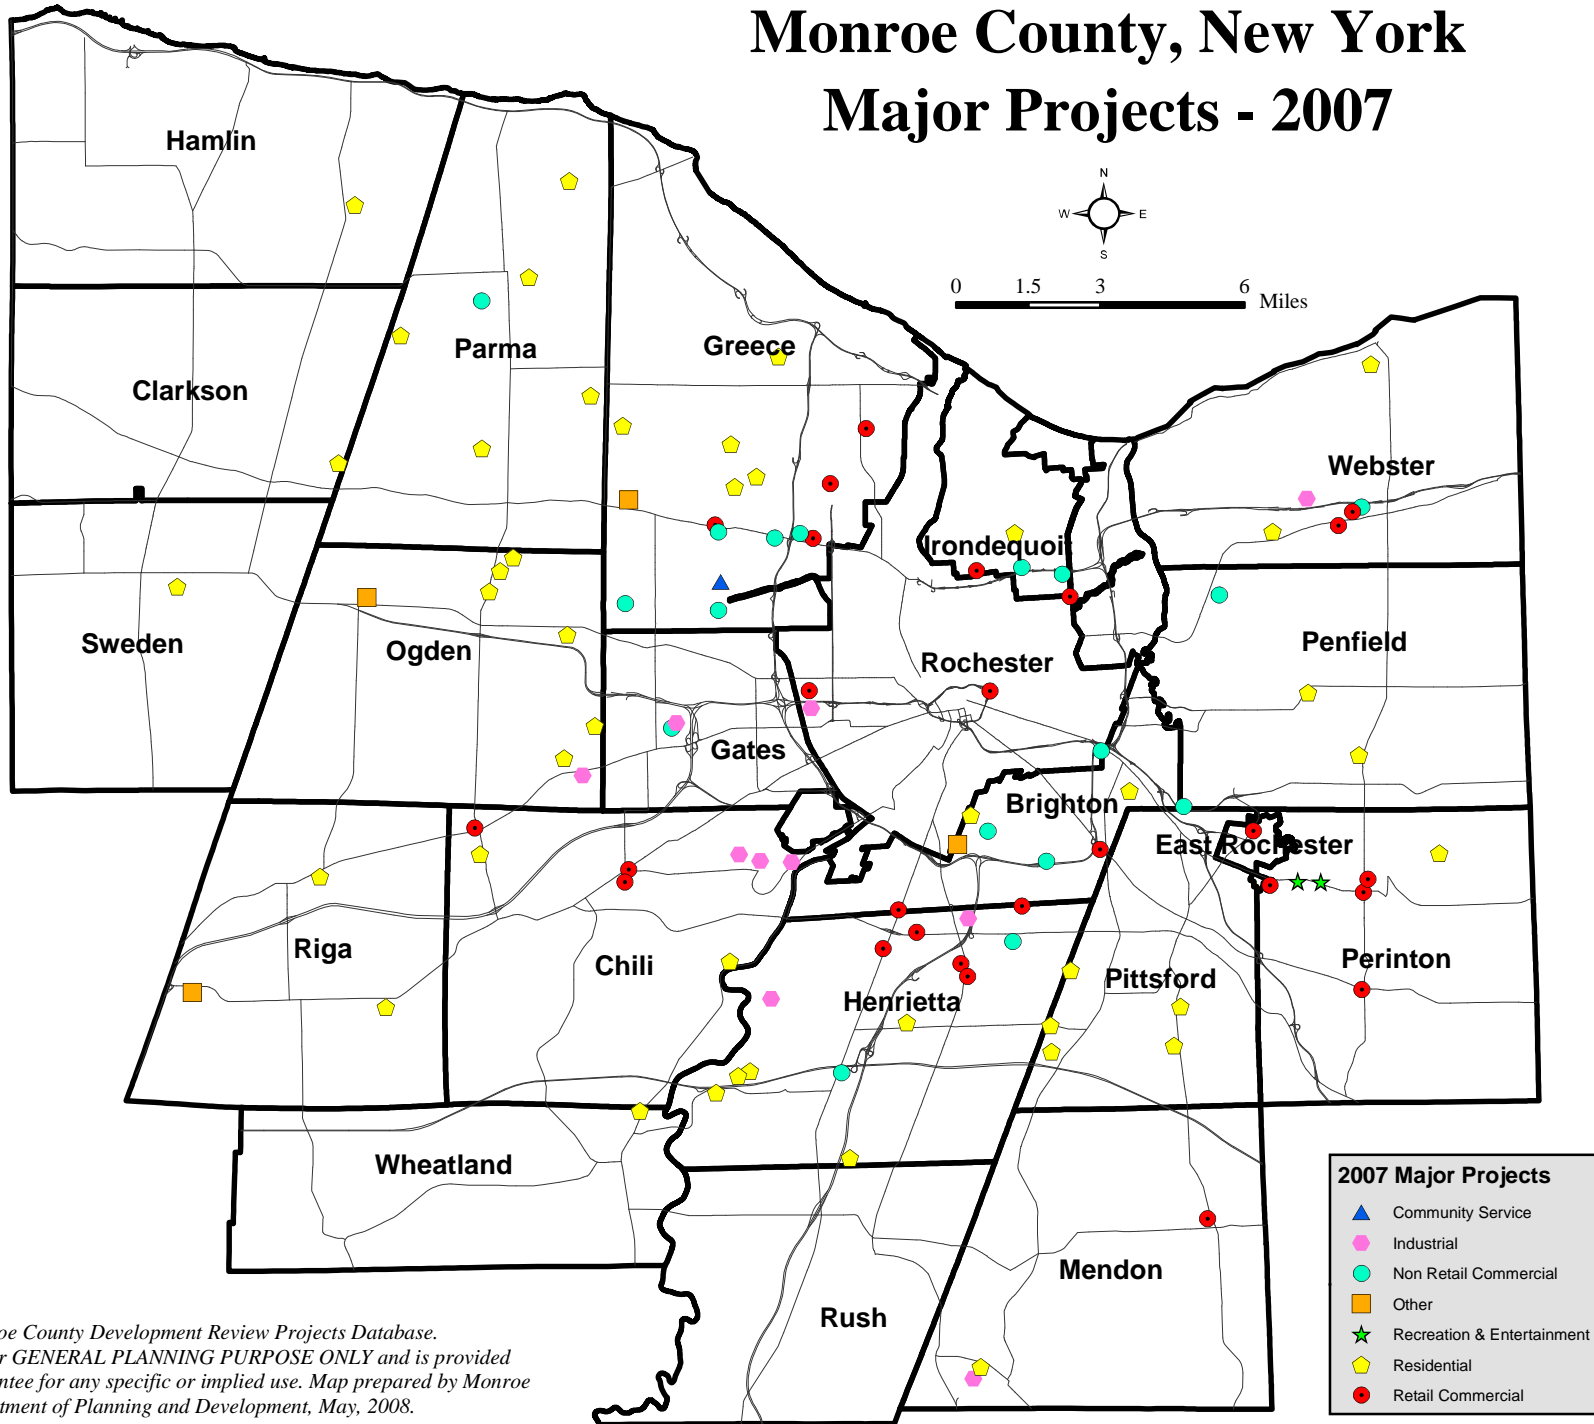 Monroe County, New York
Major Projects - 2007
N
W E
S
0 1.5 3 6 Miles
Hamlin
Parma
Greece
Clarkson
Webster
Irondequoit
Sweden
Ogden
Rochester
Penfield
Gates
Brighton
East Rochester
Riga
Chili
Henrietta
Pittsford
Perinton
Wheatland
Mendon
Rush
2007 Major Projects
Community Service
Industrial
Non Retail Commercial
Other
Recreation & Entertainment
Residential
Retail Commercial
oe County Development Review Projects Database.
r GENERAL PLANNING PURPOSE ONLY and is provided
ntee for any specific or implied use. Map prepared by Monroe
tment of Planning and Development, May, 2008.